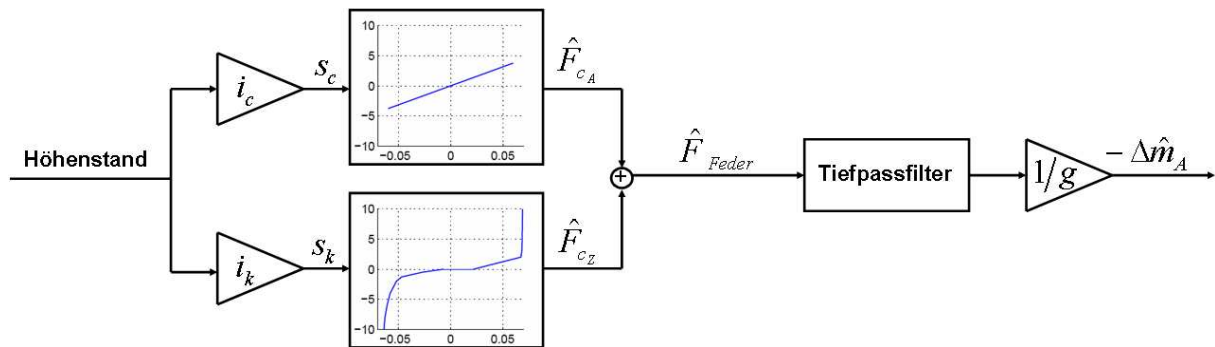 Höhenstand
i_c
s_c
10
5
0
−5
−10
−0.05 0 0.05
F̂_{c_A}
i_k
s_k
10
5
0
−5
−10
−0.05 0 0.05
F̂_{c_Z}
+
F̂_{Feder}
Tiefpassfilter
1/g
− Δm̂_A